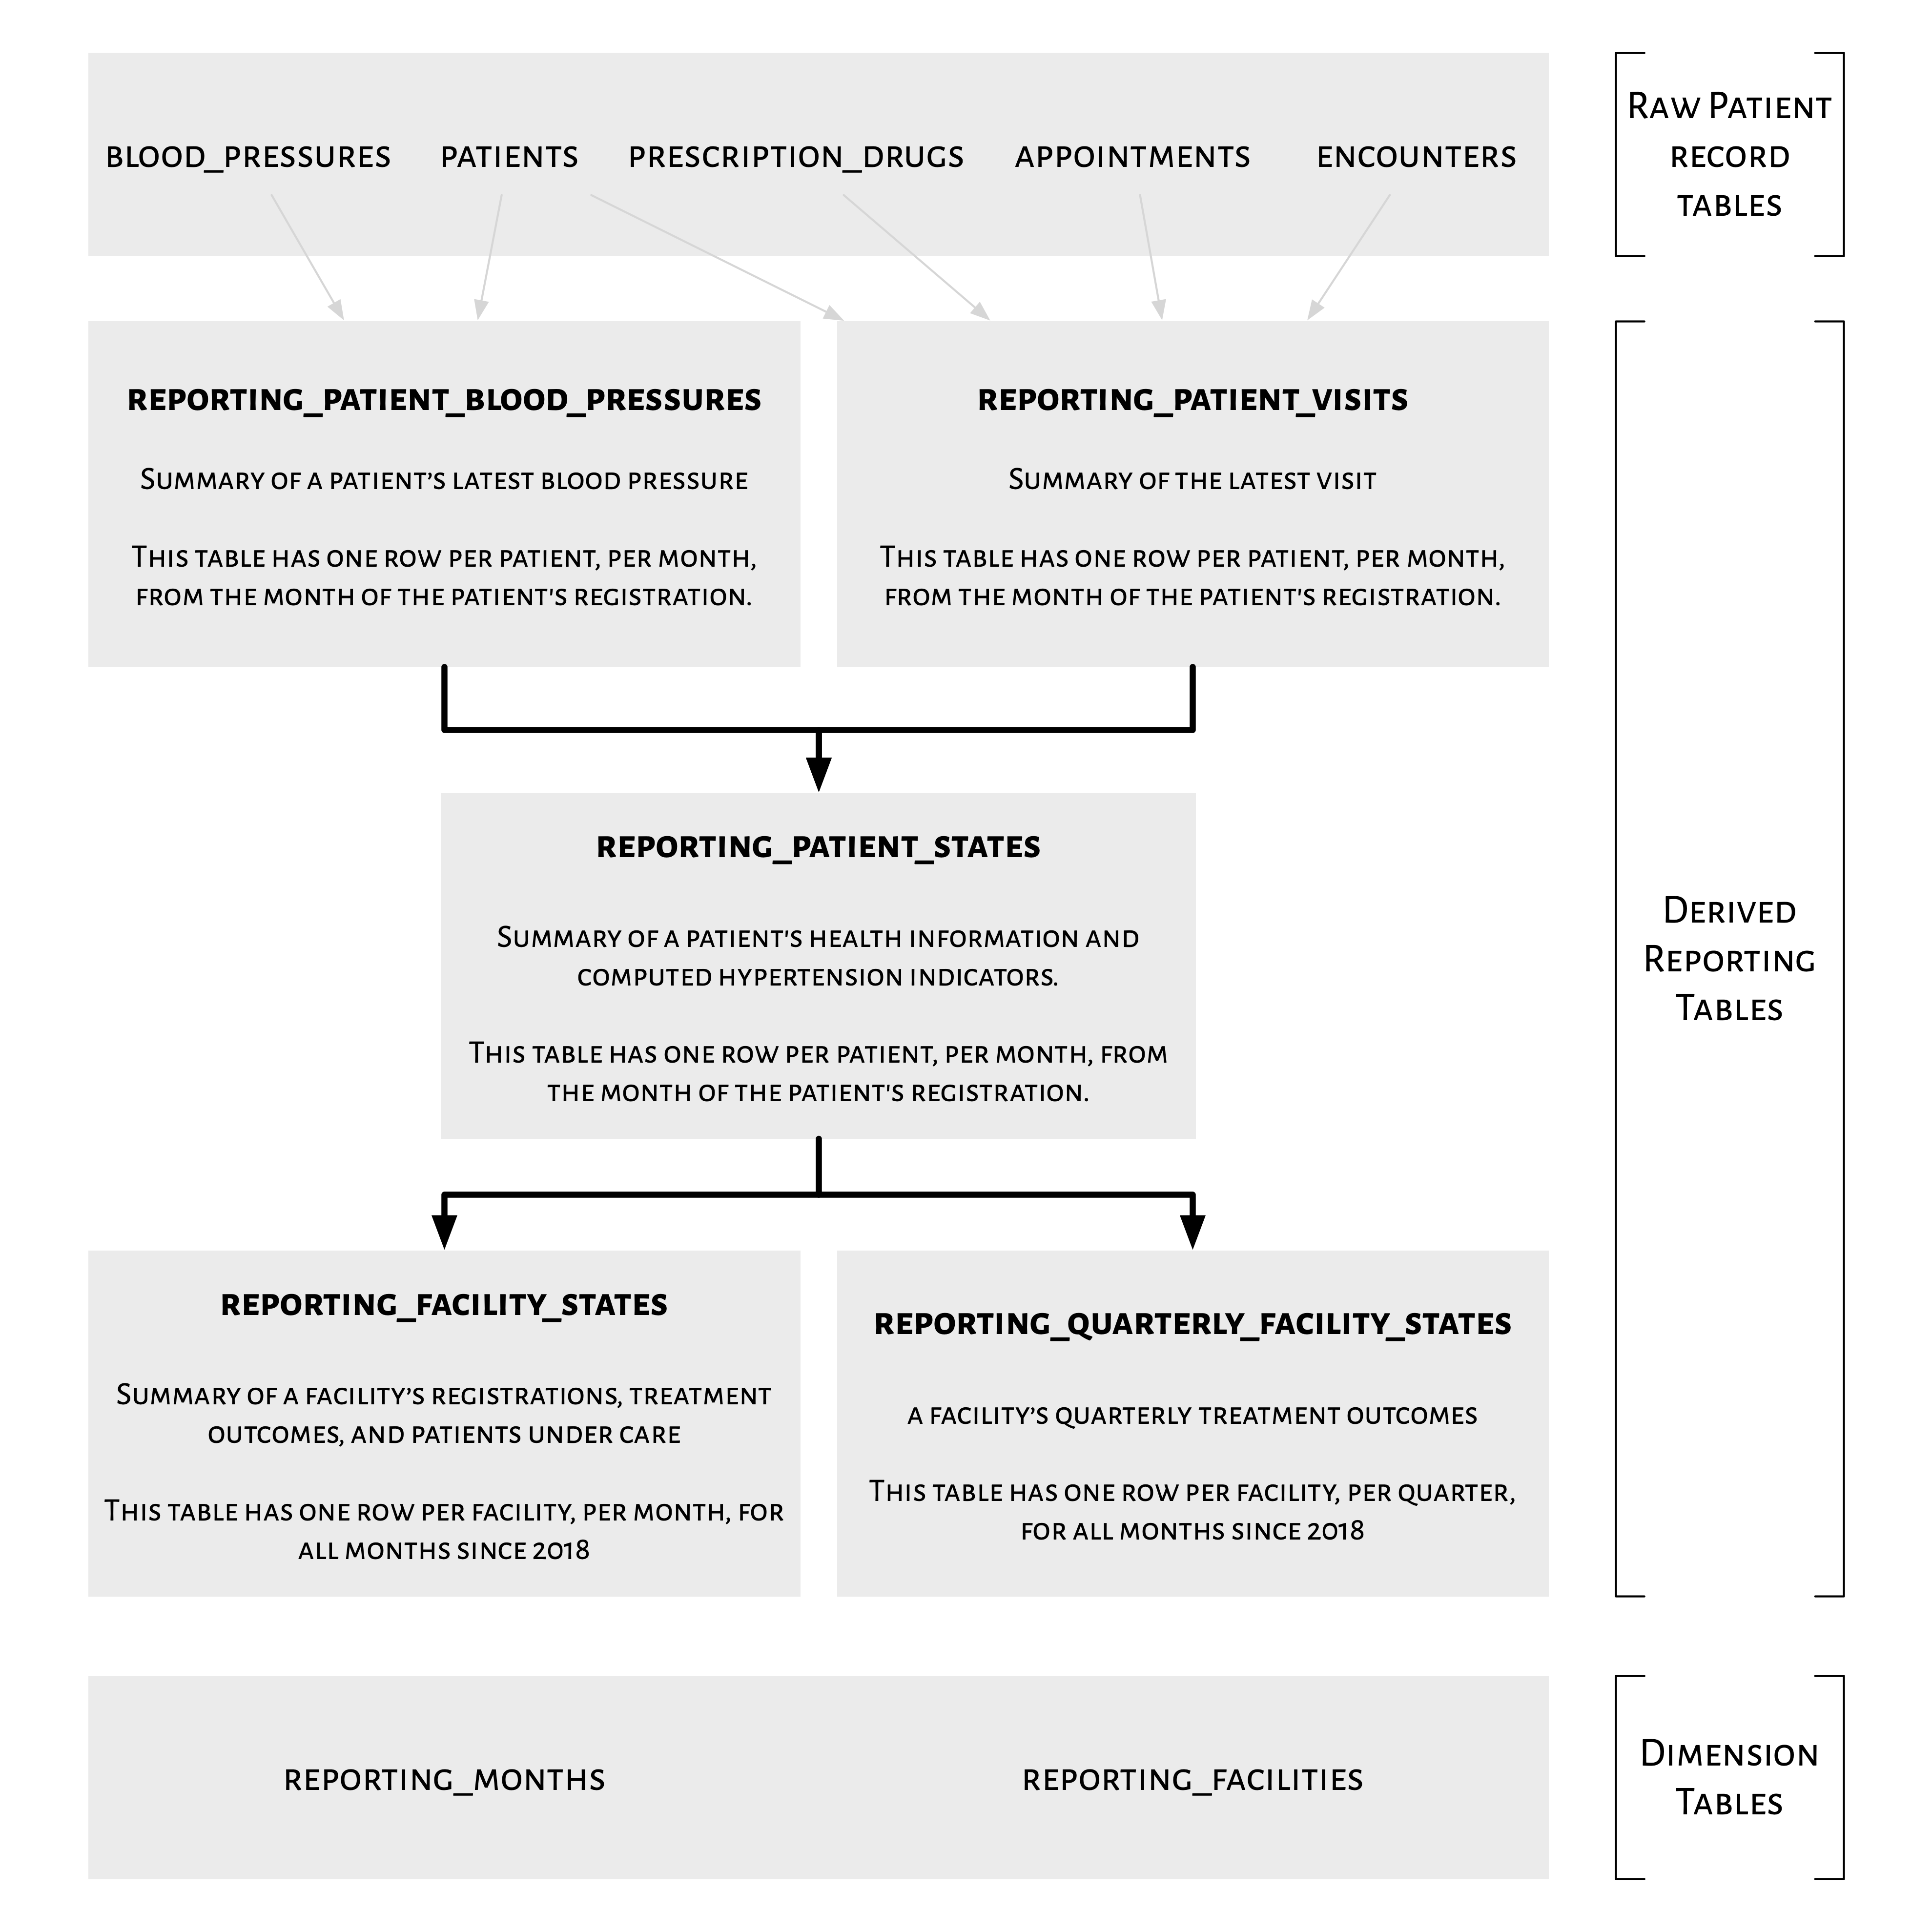 BLOOD_PRESSURES PATIENTS PRESCRIPTION_DRUGS APPOINTMENTS ENCOUNTERS
RAW PATIENT
RECORD
TABLES
REPORTING_PATIENT_BLOOD_PRESSURES
SUMMARY OF A PATIENT’S LATEST BLOOD PRESSURE
THIS TABLE HAS ONE ROW PER PATIENT, PER MONTH,
FROM THE MONTH OF THE PATIENT'S REGISTRATION.
REPORTING_PATIENT_VISITS
SUMMARY OF THE LATEST VISIT
THIS TABLE HAS ONE ROW PER PATIENT, PER MONTH,
FROM THE MONTH OF THE PATIENT'S REGISTRATION.
REPORTING_PATIENT_STATES
SUMMARY OF A PATIENT'S HEALTH INFORMATION AND
COMPUTED HYPERTENSION INDICATORS.
THIS TABLE HAS ONE ROW PER PATIENT, PER MONTH, FROM
THE MONTH OF THE PATIENT'S REGISTRATION.
DERIVED
REPORTING
TABLES
REPORTING_FACILITY_STATES
SUMMARY OF A FACILITY’S REGISTRATIONS, TREATMENT
OUTCOMES, AND PATIENTS UNDER CARE
THIS TABLE HAS ONE ROW PER FACILITY, PER MONTH, FOR
ALL MONTHS SINCE 2018
REPORTING_QUARTERLY_FACILITY_STATES
A FACILITY’S QUARTERLY TREATMENT OUTCOMES
THIS TABLE HAS ONE ROW PER FACILITY, PER QUARTER,
FOR ALL MONTHS SINCE 2018
REPORTING_MONTHS REPORTING_FACILITIES
DIMENSION
TABLES